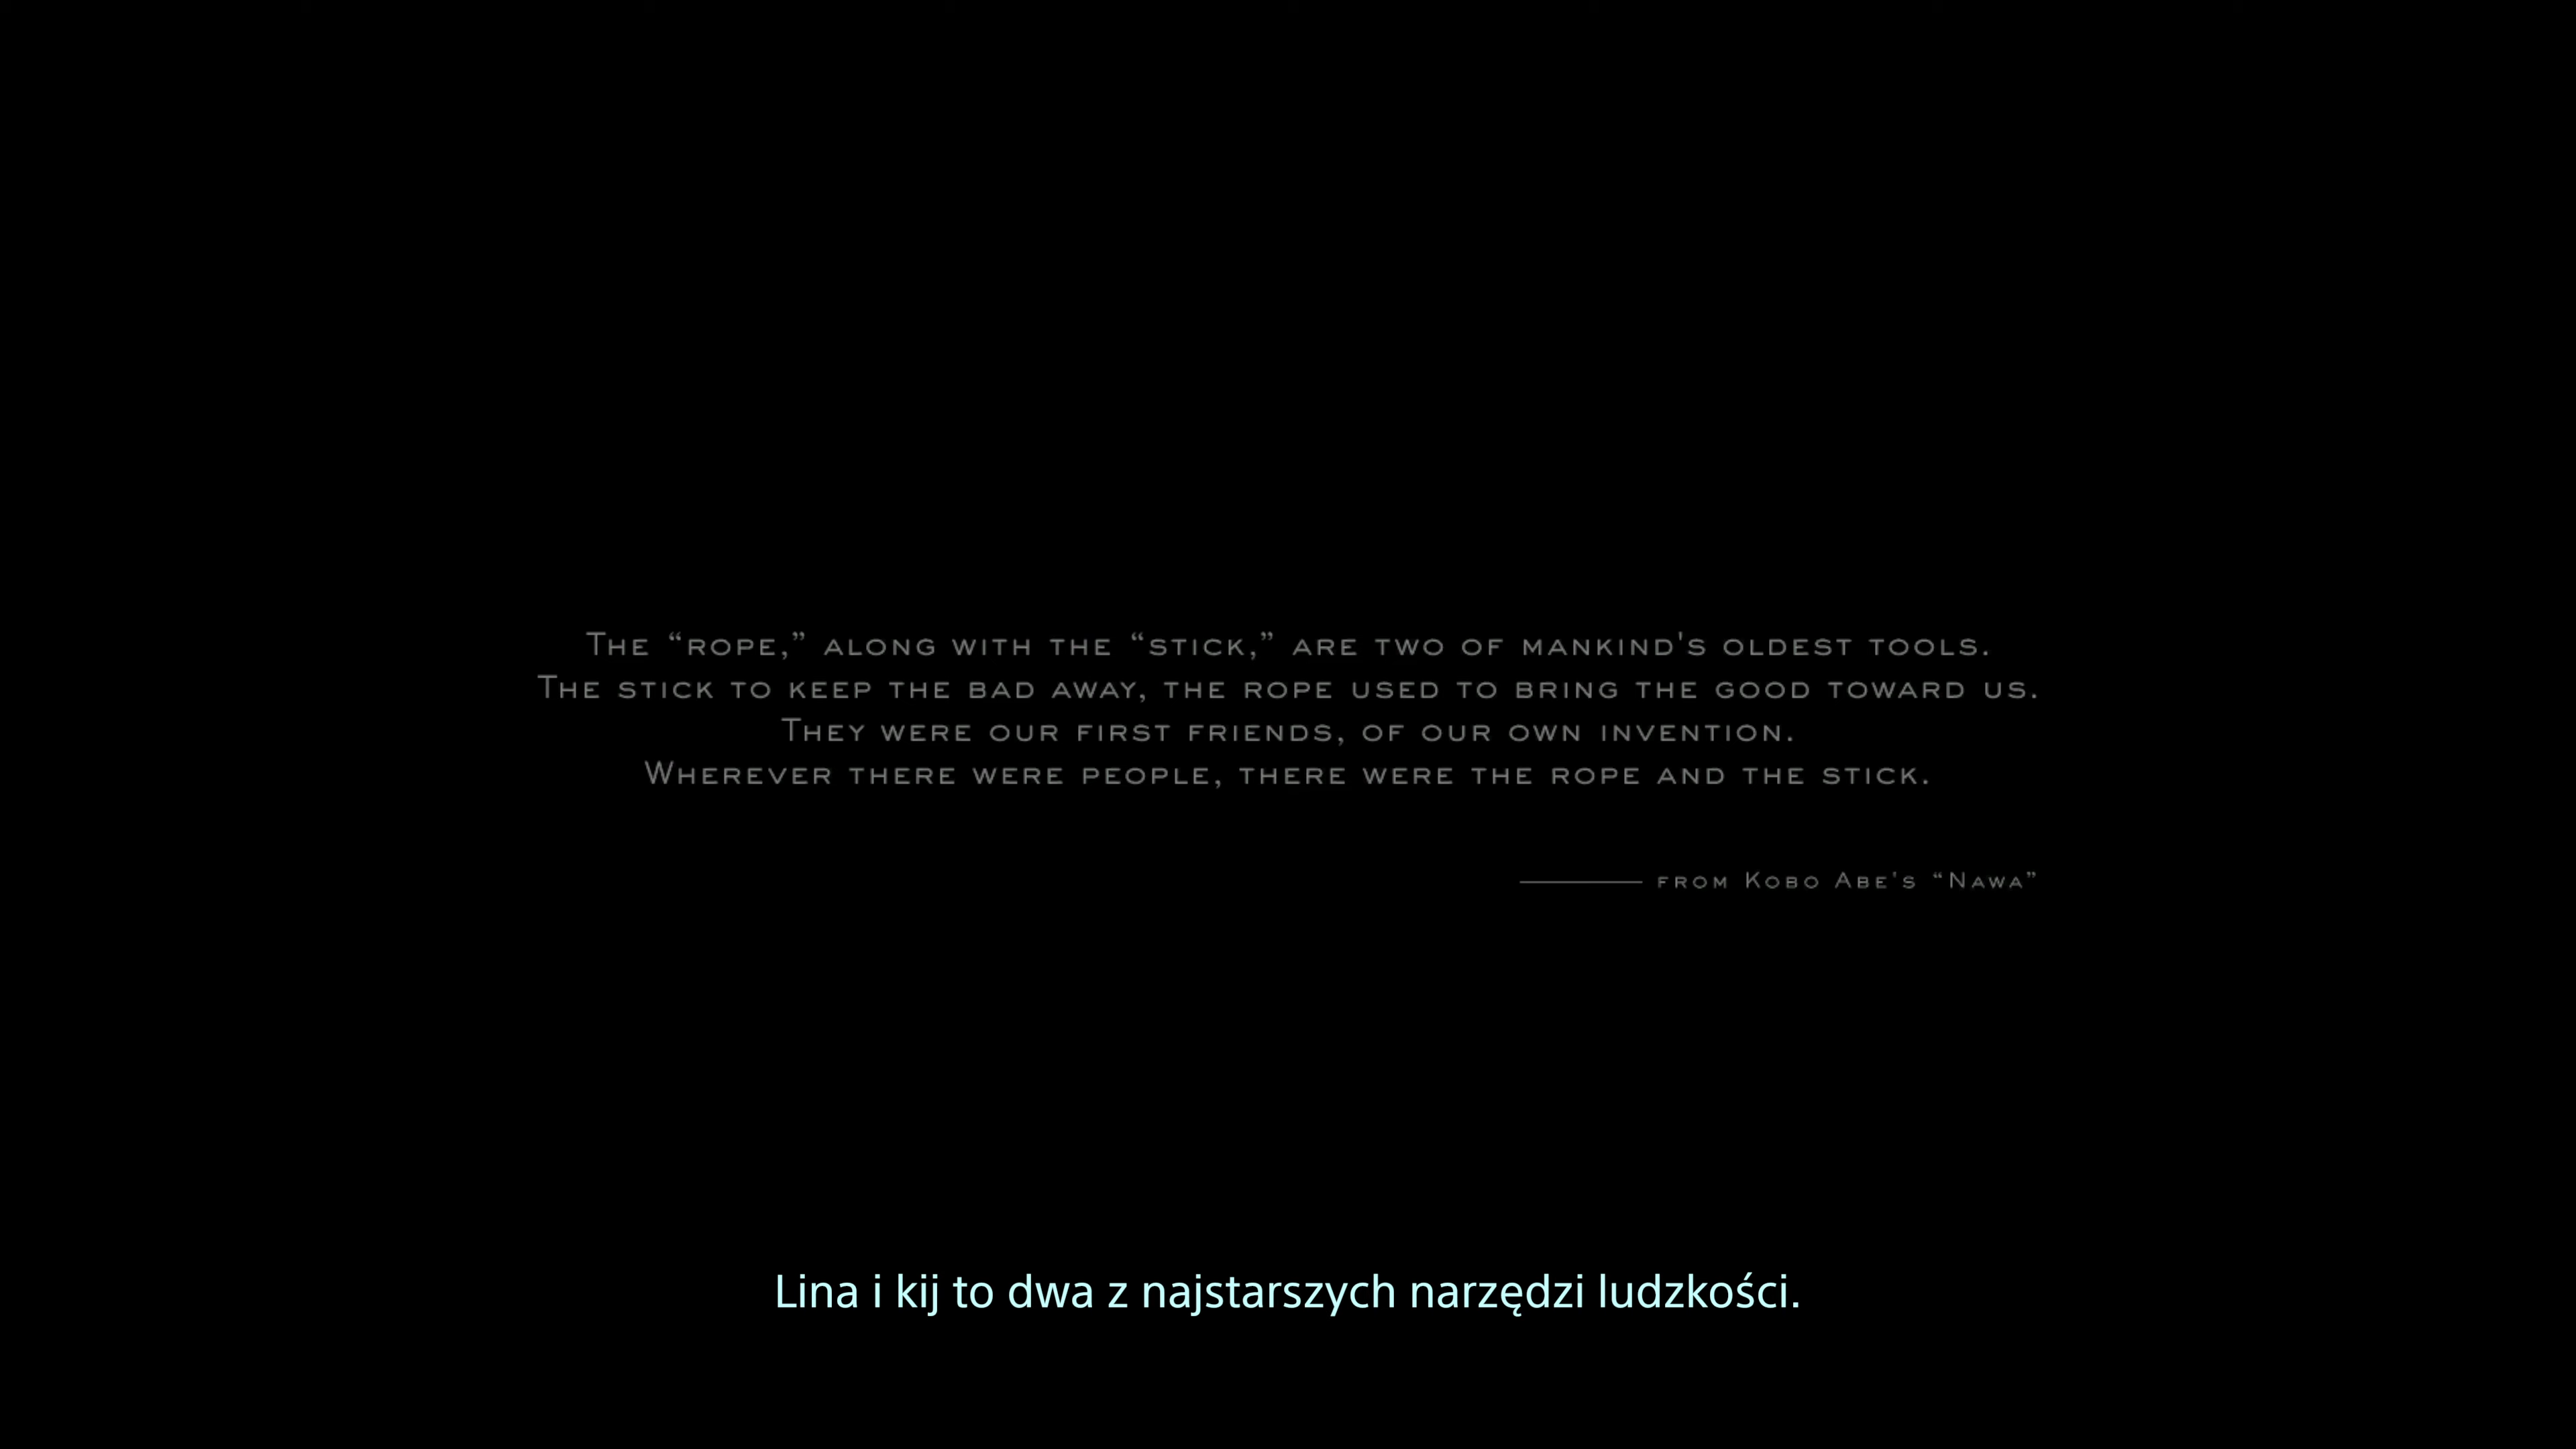 The “rope,” along with the “stick,” are two of mankind's oldest tools.
The stick to keep the bad away, the rope used to bring the good toward us.
They were our first friends, of our own invention.
Wherever there were people, there were the rope and the stick.
from Kobo Abe's “Nawa”
Lina i kij to dwa z najstarszych narzędzi ludzkości.